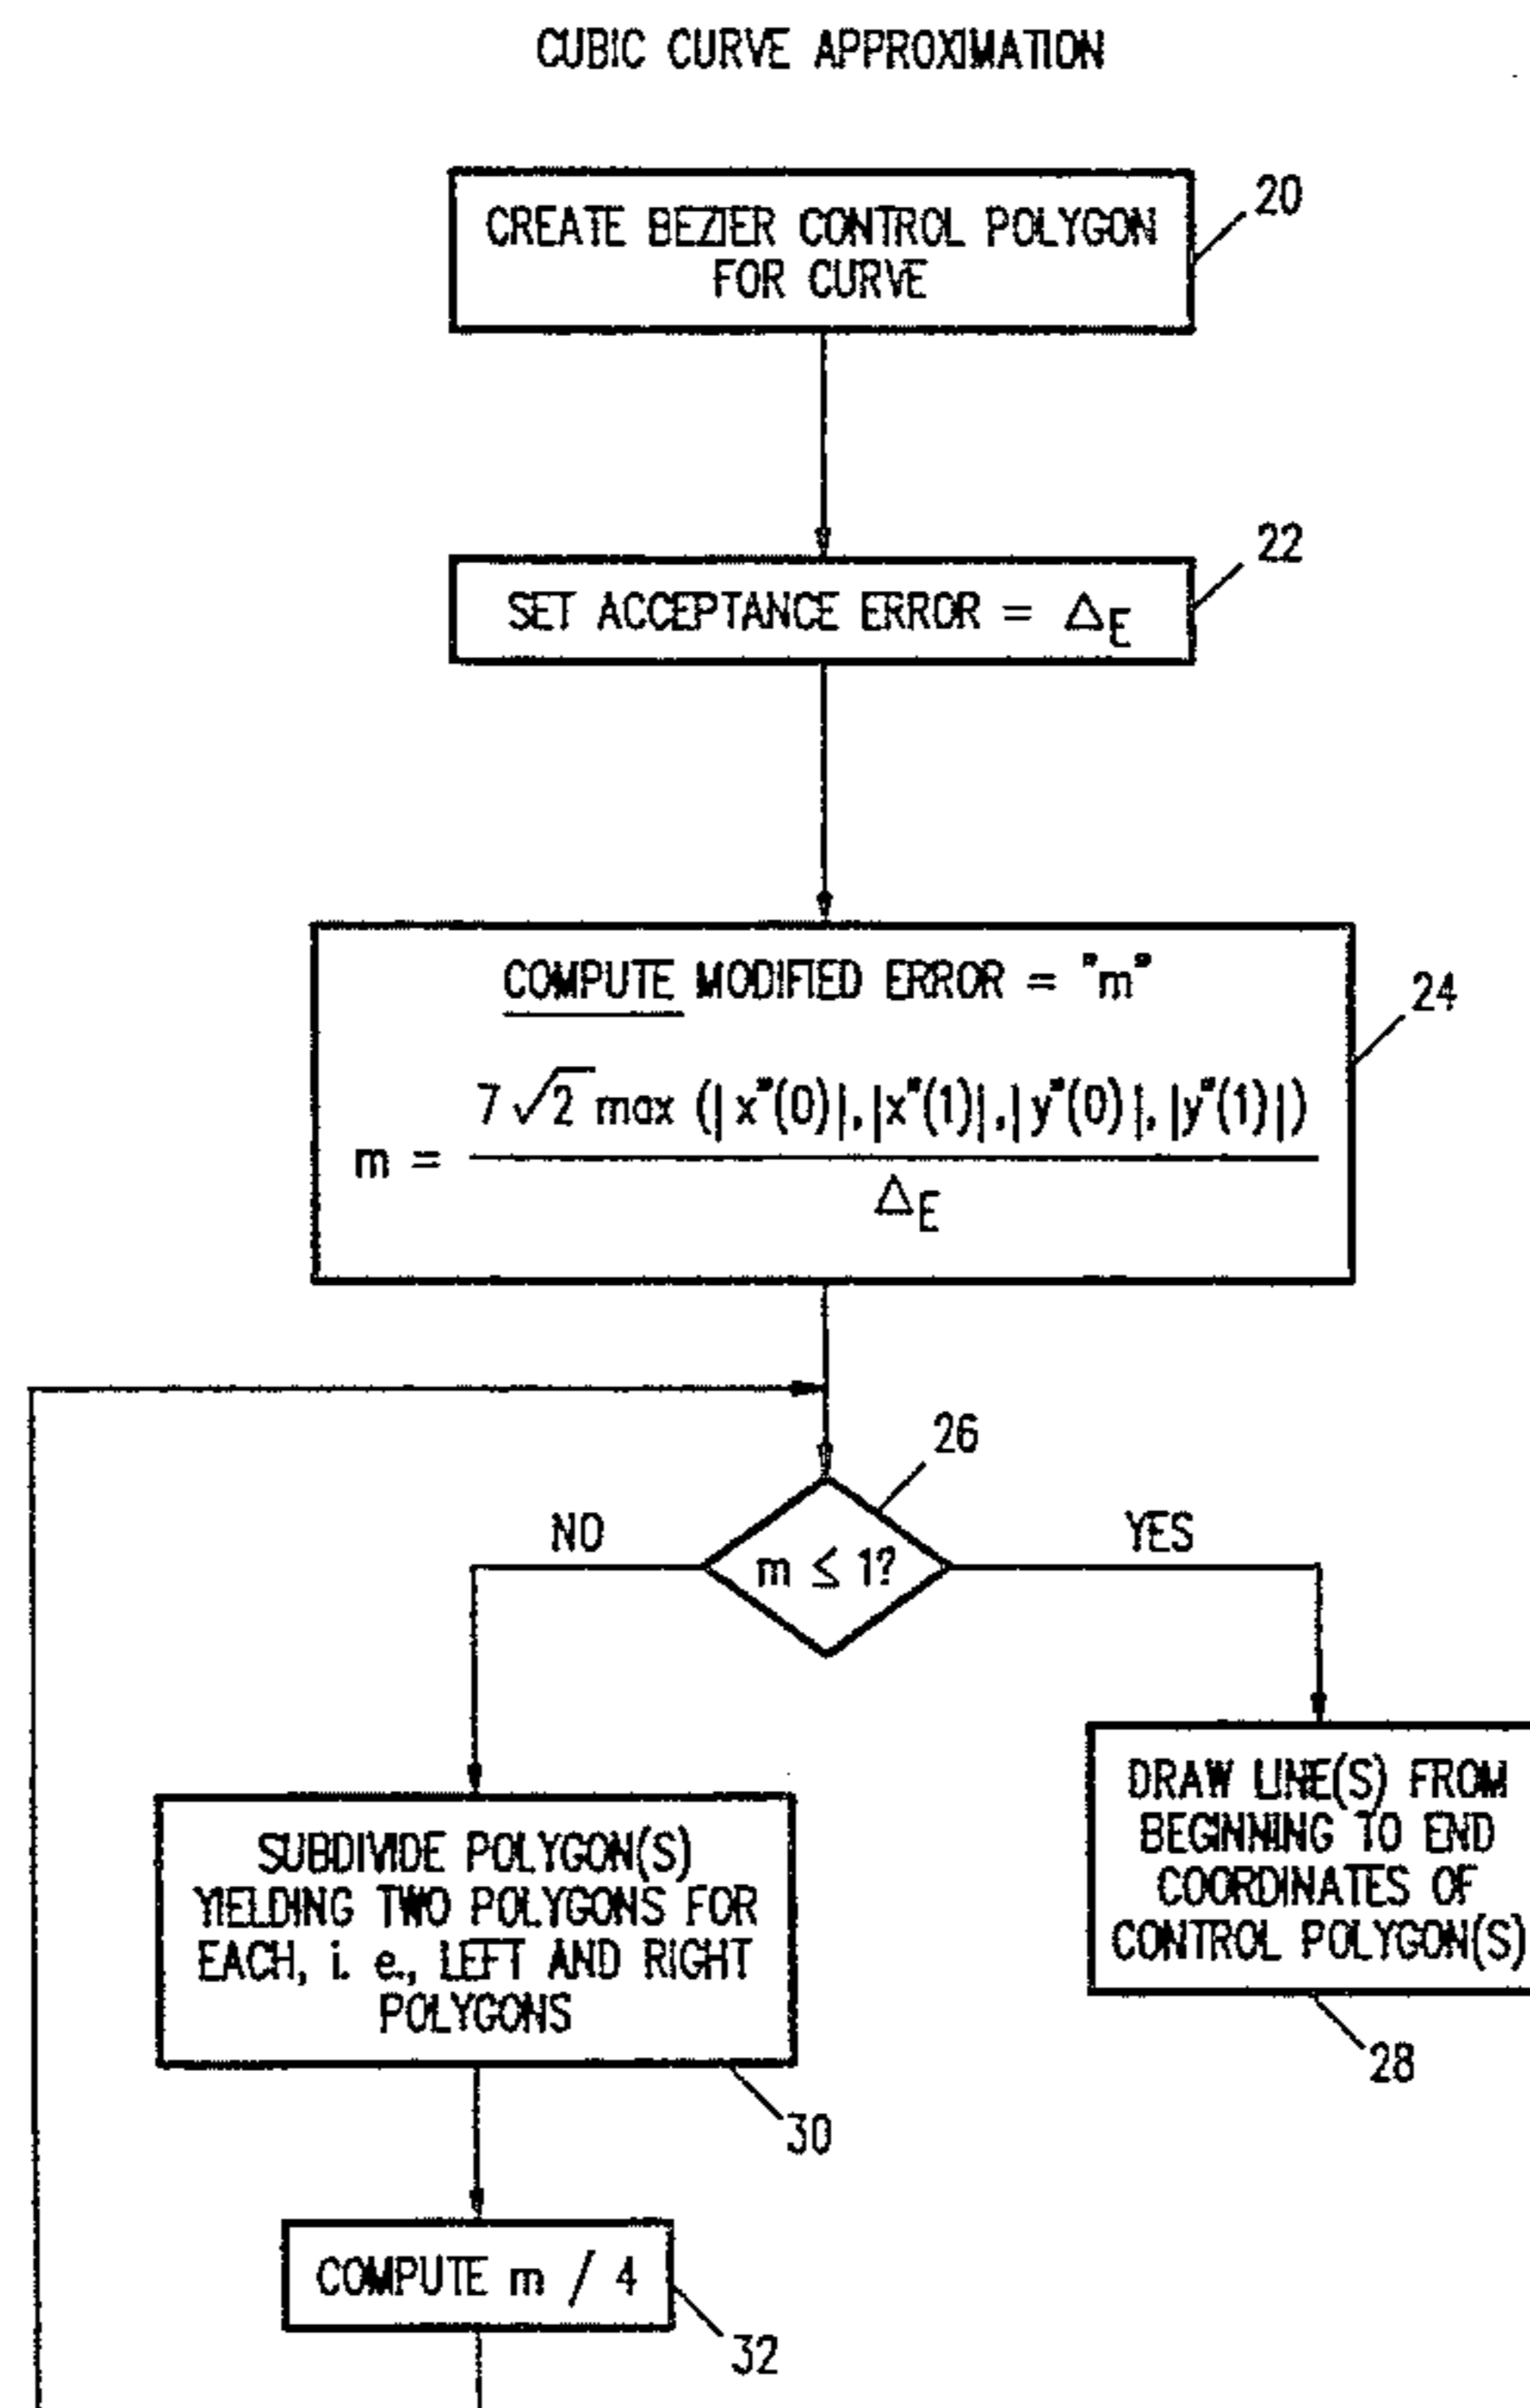 CUBIC CURVE APPROXIMATION
CREATE BEZIER CONTROL POLYGON
FOR CURVE
20
SET ACCEPTANCE ERROR = Δ_E
22
COMPUTE MODIFIED ERROR = "m"
m = 7√2 max (|x"(0)|,|x"(1)|,|y"(0)|,|y"(1)|) / Δ_E
24
26
NO
m ≤ 1?
YES
DRAW LINE(S) FROM
BEGINNING TO END
COORDINATES OF
CONTROL POLYGON(S)
28
SUBDIVIDE POLYGON(S)
YIELDING TWO POLYGONS FOR
EACH, i. e., LEFT AND RIGHT
POLYGONS
30
COMPUTE m / 4
32